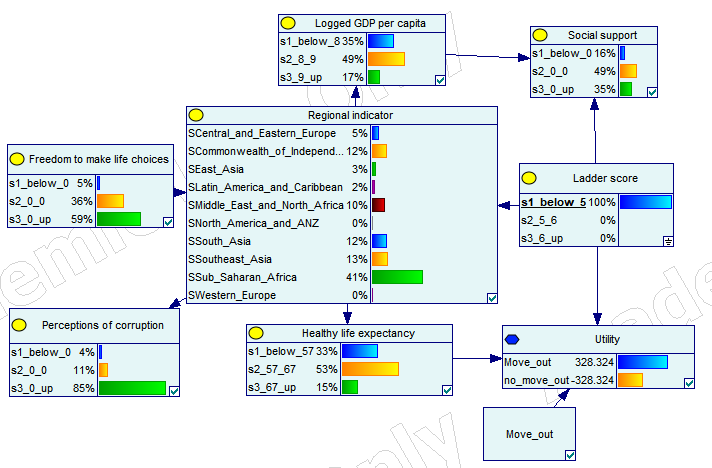 Logged GDP per capita
s1_below_8 35%
s2_8_9 49%
s3_9_up 17%
Social support
s1_below_0 16%
s2_0_0 49%
s3_0_up 35%
Regional indicator
SCentral_and_Eastern_Europe 5%
SCommonwealth_of_Independ... 12%
SEast_Asia 3%
SLatin_America_and_Caribbean 2%
SMiddle_East_and_North_Africa 10%
SNorth_America_and_ANZ 0%
SSouth_Asia 12%
SSoutheast_Asia 13%
SSub_Saharan_Africa 41%
SWestern_Europe 0%
Freedom to make life choices
s1_below_0 5%
s2_0_0 36%
s3_0_up 59%
Ladder score
s1_below_5 100%
s2_5_6 0%
s3_6_up 0%
Perceptions of corruption
s1_below_0 4%
s2_0_0 11%
s3_0_up 85%
Healthy life expectancy
s1_below_57 33%
s2_57_67 53%
s3_67_up 15%
Utility
Move_out 328.324
no_move_out -328.324
Move_out